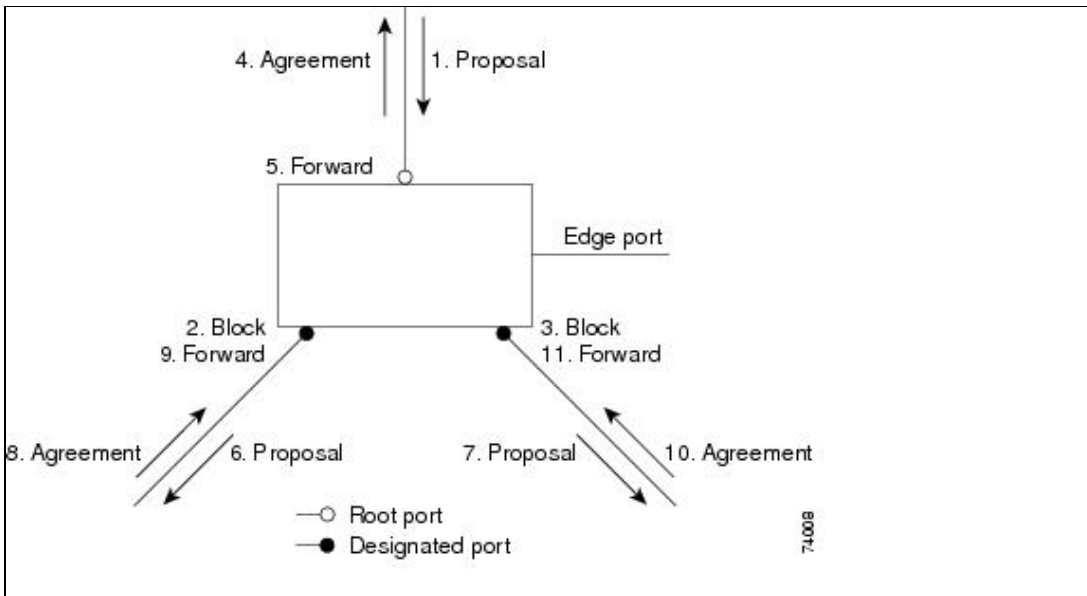 4. Agreement
1. Proposal
5. Forward
Edge port
2. Block
9. Forward
3. Block
11. Forward
8. Agreement
6. Proposal
7. Proposal
10. Agreement
Root port
Designated port
74008